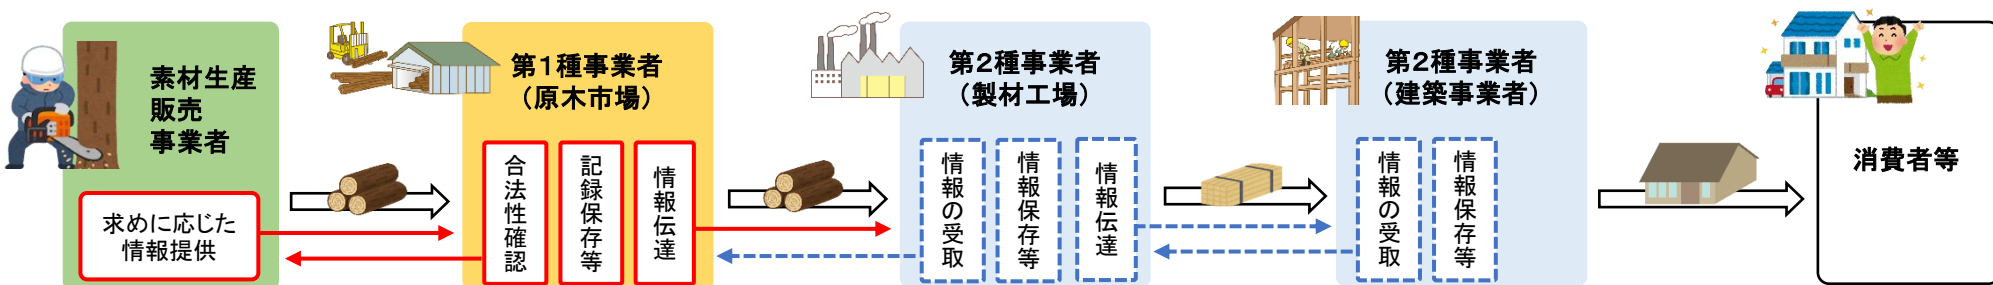 素材生産
販売
事業者
求めに応じた
情報提供
第1種事業者
（原木市場）
合法性確認
記録保存等
情報伝達
第2種事業者
（製材工場）
情報の受取
情報保存等
情報伝達
第2種事業者
（建築事業者）
情報の受取
情報保存等
消費者等